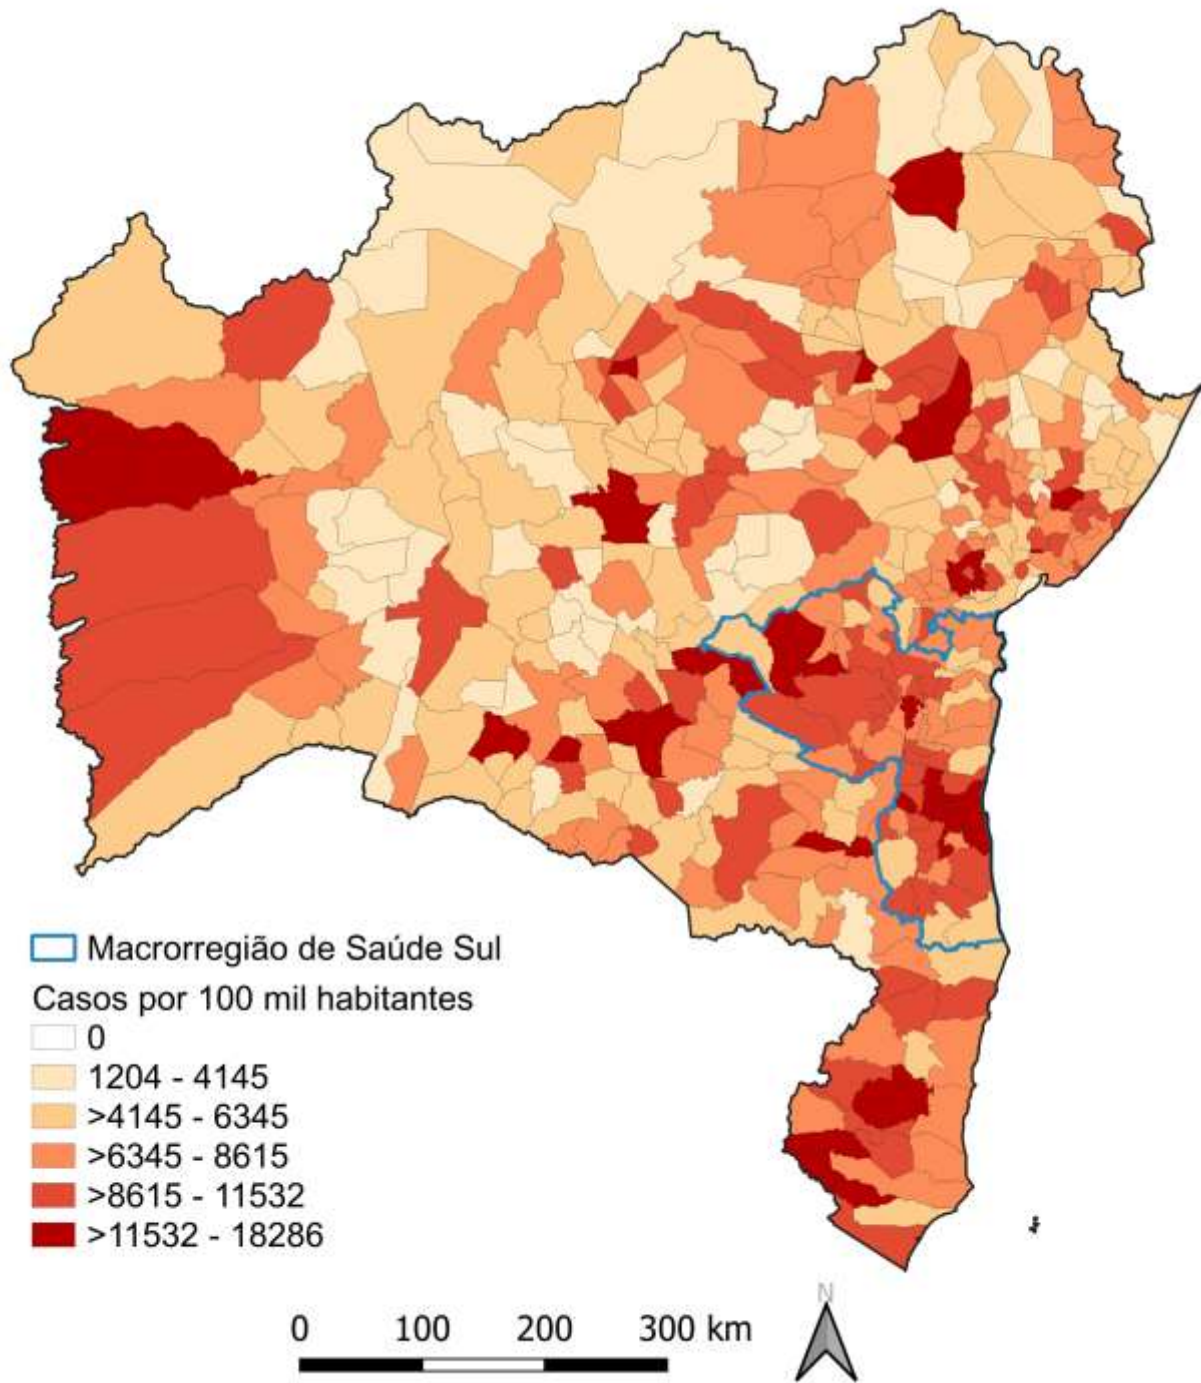 Macrorregião de Saúde Sul
Casos por 100 mil habitantes
0
1204 - 4145
>4145 - 6345
>6345 - 8615
>8615 - 11532
>11532 - 18286
0 100 200 300 km
N